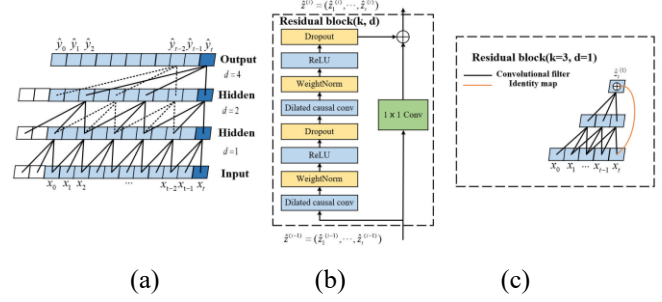 ŷ₀ ŷ₁ ŷ₂ ŷₜ₋₂ ŷₜ₋₁ ŷₜ
Output
d = 4
Hidden
d = 2
Hidden
d = 1
Input
x₀ x₁ x₂ ... xₜ₋₂ xₜ₋₁ xₜ
(a)
ẑ⁽ⁱ⁾ = (ẑ₁⁽ⁱ⁾, ⋯, ẑₜ⁽ⁱ⁾)
Residual block(k, d)
Dropout
ReLU
WeightNorm
Dilated causal conv
Dropout
ReLU
WeightNorm
Dilated causal conv
1 x 1 Conv
ẑ⁽ⁱ⁻¹⁾ = (ẑ₁⁽ⁱ⁻¹⁾, ⋯, ẑₜ⁽ⁱ⁻¹⁾)
(b)
Residual block(k=3, d=1)
Convolutional filter
Identity map
x₀ x₁ ... xₜ₋₁ xₜ
(c)